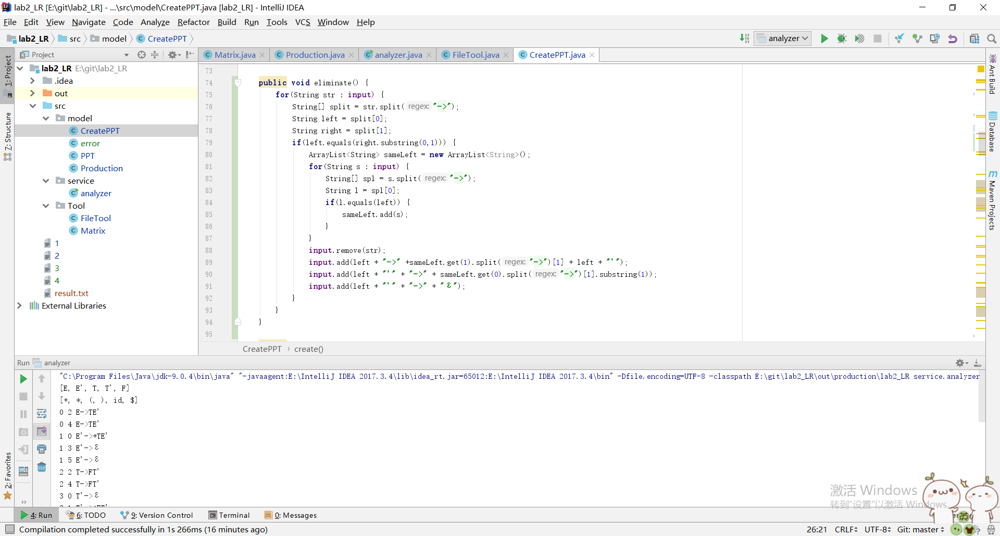 lab2_LR [E:\git\lab2_LR] - ...\src\model\CreatePPT.java [lab2_LR] - IntelliJ IDEA
File Edit View Navigate Code Analyze Refactor Build Run Tools VCS Window Help
lab2_LR src model CreatePPT analyzer
Project
Matrix.java Production.java analyzer.java FileTool.java CreatePPT.java
1: Project
7: Structure
2: Favorites
lab2_LR E:\git\lab2_LR
.idea
out
src
model
CreatePPT
error
PPT
Production
service
analyzer
Tool
FileTool
Matrix
1
2
3
4
result.txt
External Libraries
73
74 public void eliminate() {
75 for(String str : input) {
76 String[] split = str.split( regex: "->");
77 String left = split[0];
78 String right = split[1];
79 if(left.equals(right.substring(0,1))) {
80 ArrayList<String> sameLeft = new ArrayList<String>();
81 for(String s : input) {
82 String[] spl = s.split( regex: "->");
83 String l = spl[0];
84 if(l.equals(left)) {
85 sameLeft.add(s);
86 }
87 }
88 input.remove(str);
89 input.add(left + "->" +sameLeft.get(1).split( regex: "->")[1] + left + "'");
90 input.add(left + "'" + "->" + sameLeft.get(0).split( regex: "->")[1].substring(1));
91 input.add(left + "'" + "->" + "ε");
92 }
93 }
94 }
95
CreatePPT › create()
Ant Build
Database
Maven Projects
Run analyzer
"C:\Program Files\Java\jdk-9.0.4\bin\java" "-javaagent:E:\IntelliJ IDEA 2017.3.4\lib\idea_rt.jar=65012:E:\IntelliJ IDEA 2017.3.4\bin" -Dfile.encoding=UTF-8 -classpath E:\git\lab2_LR\out\production\lab2_LR service.analyzer
[E, E', T, T', F]
[+, *, (, ), id, $]
0 2 E->TE'
0 4 E->TE'
1 0 E'->+TE'
1 3 E'->ε
1 5 E'->ε
2 2 T->FT'
2 4 T->FT'
3 0 T'->ε
激活 Windows
转到"设置"以激活 Windows。
4: Run 6: TODO 9: Version Control Terminal 0: Messages
Compilation completed successfully in 1s 266ms (16 minutes ago)
26:21 CRLF UTF-8 Git: master